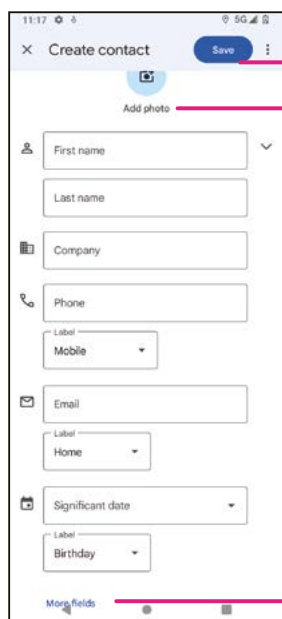 11:17 5G
Create contact Save
Add photo
First name
Last name
Company
Phone
Label
Mobile
Email
Label
Home
Significant date
Label
Birthday
More fields